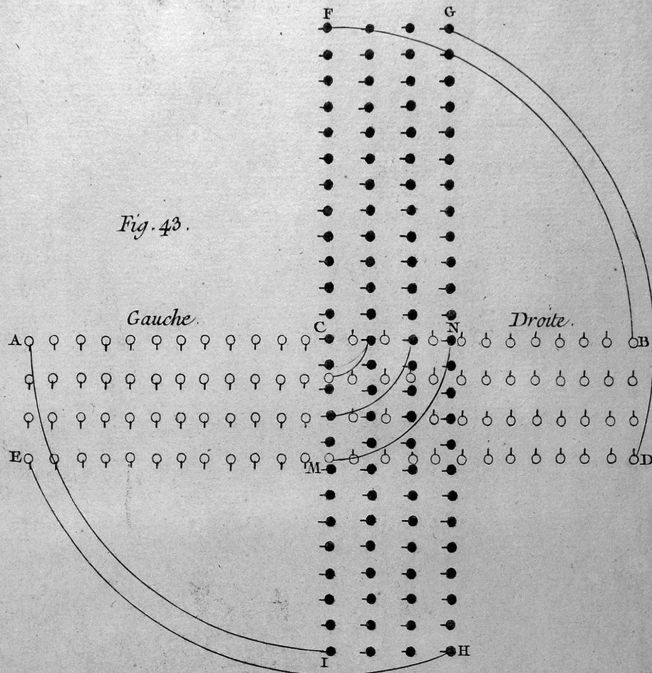 F G
Fig. 43.
Gauche. C N Droite.
A B
E M D
I H